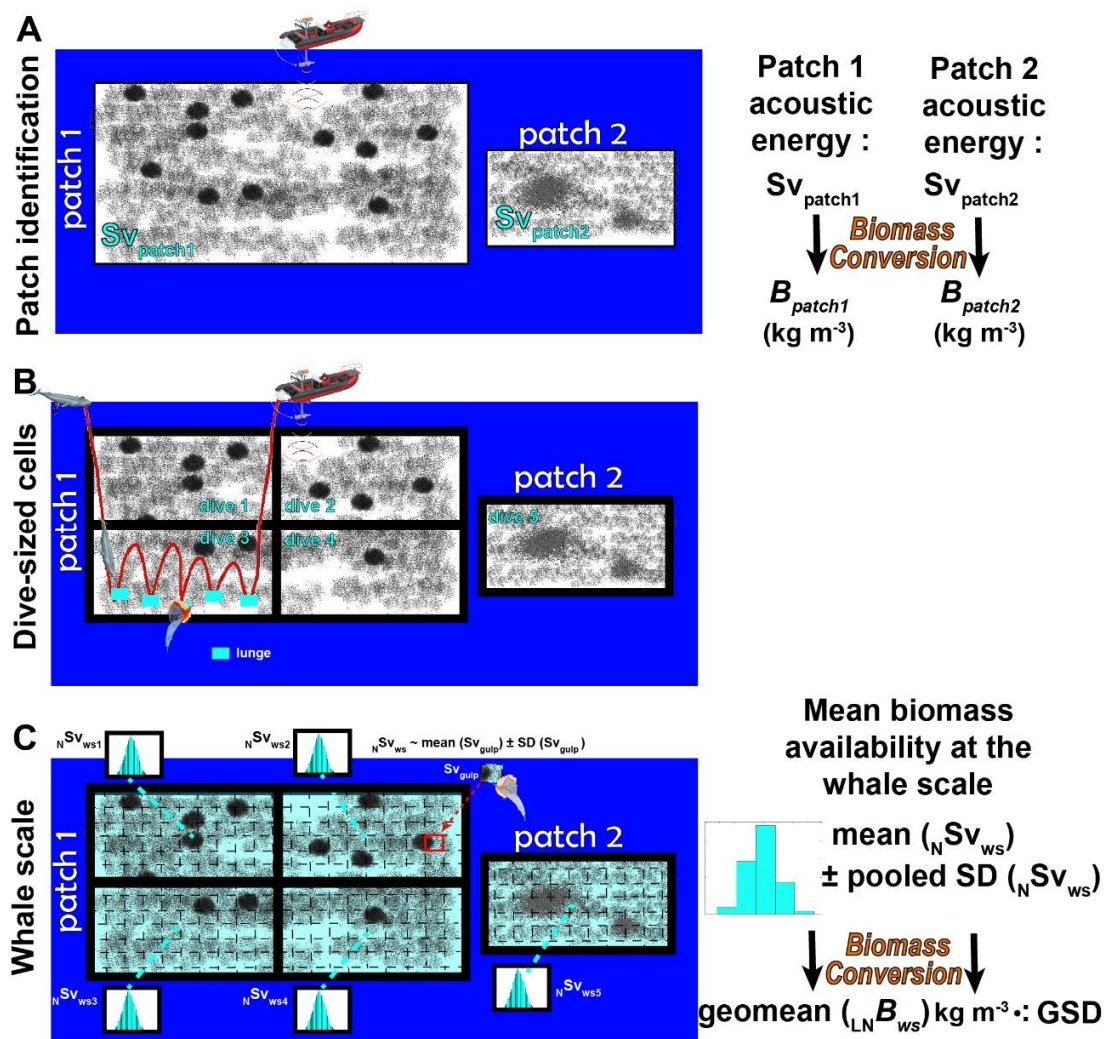 A
Patch identification
patch 1
Sv patch1
patch 2
Sv patch2
Patch 1
acoustic
energy :
Sv patch1
Patch 2
acoustic
energy :
Sv patch2
Biomass
Conversion
B patch1
(kg m-3)
B patch2
(kg m-3)
B
Dive-sized cells
patch 1
dive 1
dive 2
dive 3
dive 4
patch 2
dive 5
lunge
C
Whale scale
NSv ws1
NSv ws2
NSv ws ~ mean (Sv gulp) ± SD (Sv gulp)
Sv gulp
patch 1
patch 2
NSv ws3
NSv ws4
NSv ws5
Mean biomass
availability at the
whale scale
mean (NSv ws)
± pooled SD (NSv ws)
Biomass
Conversion
geomean (LNB ws) kg m-3 ·: GSD